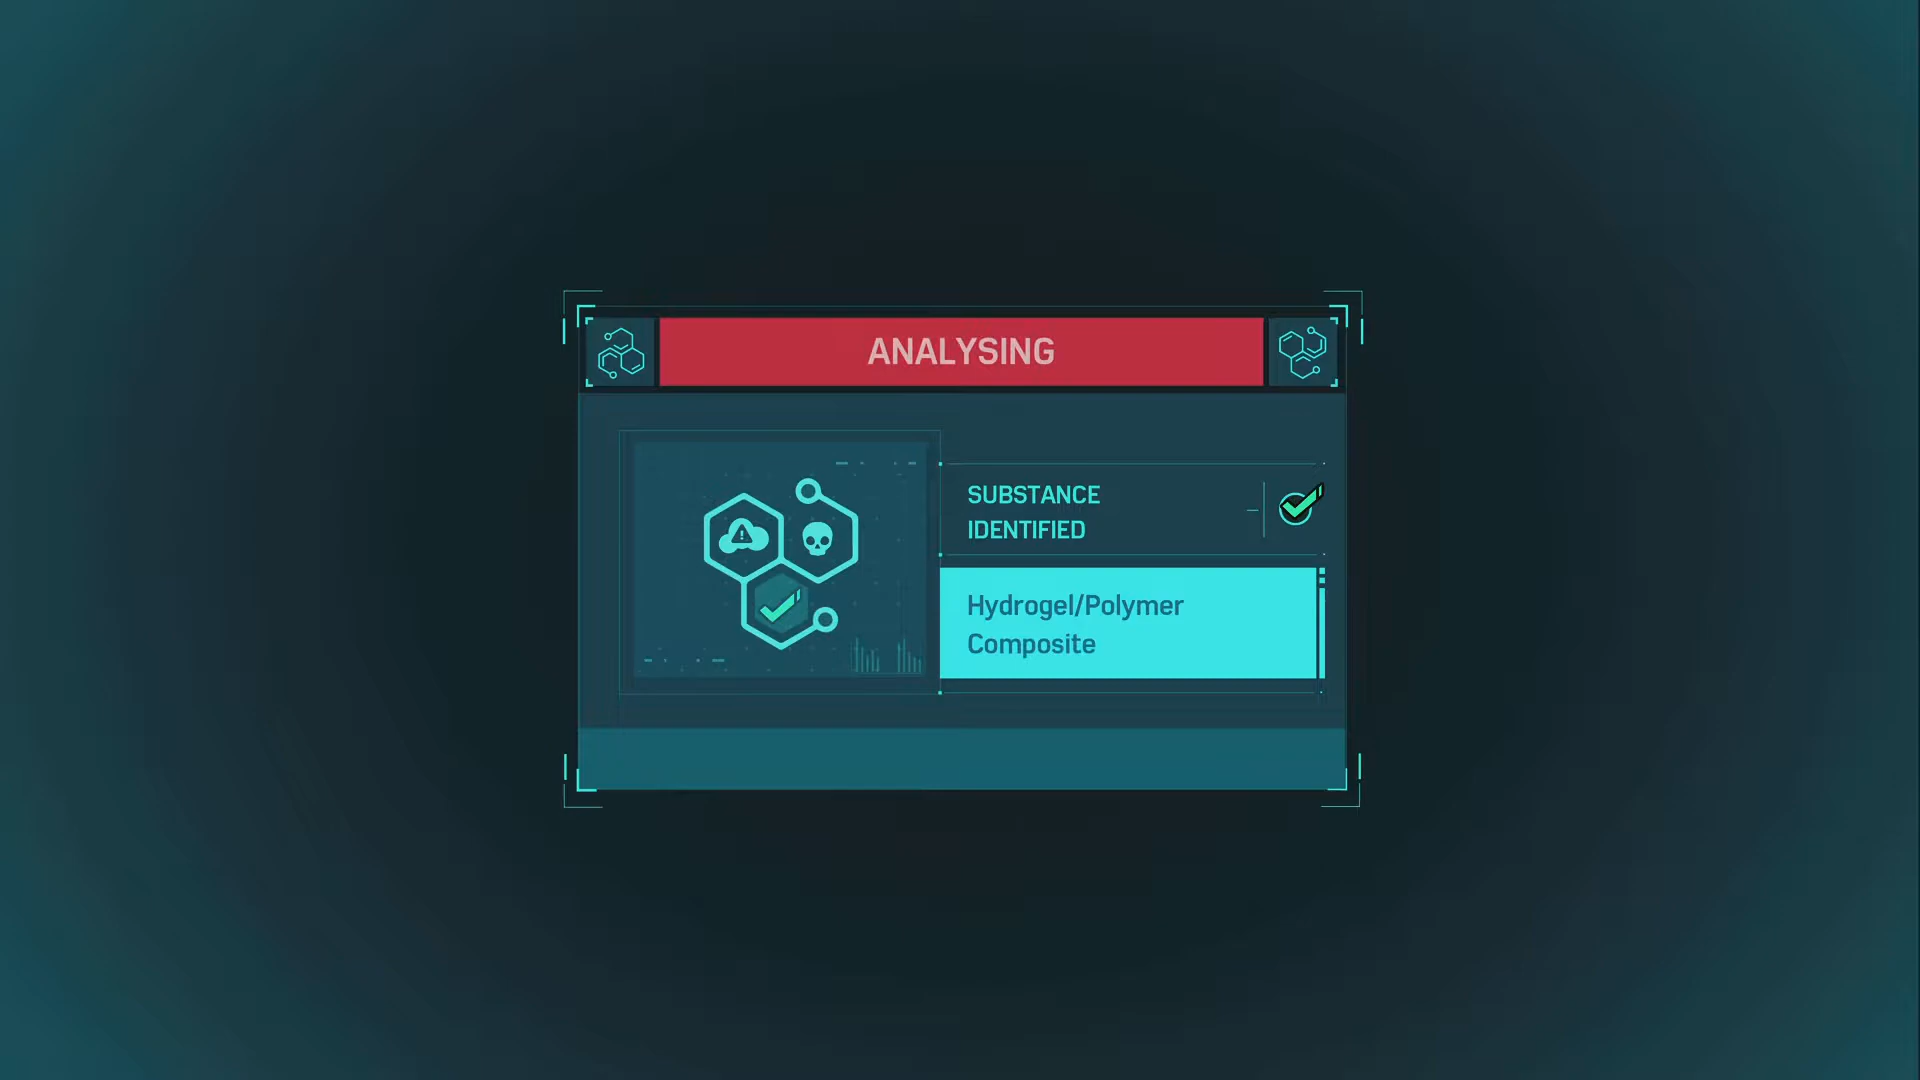 ANALYSING
SUBSTANCE
IDENTIFIED
Hydrogel/Polymer
Composite